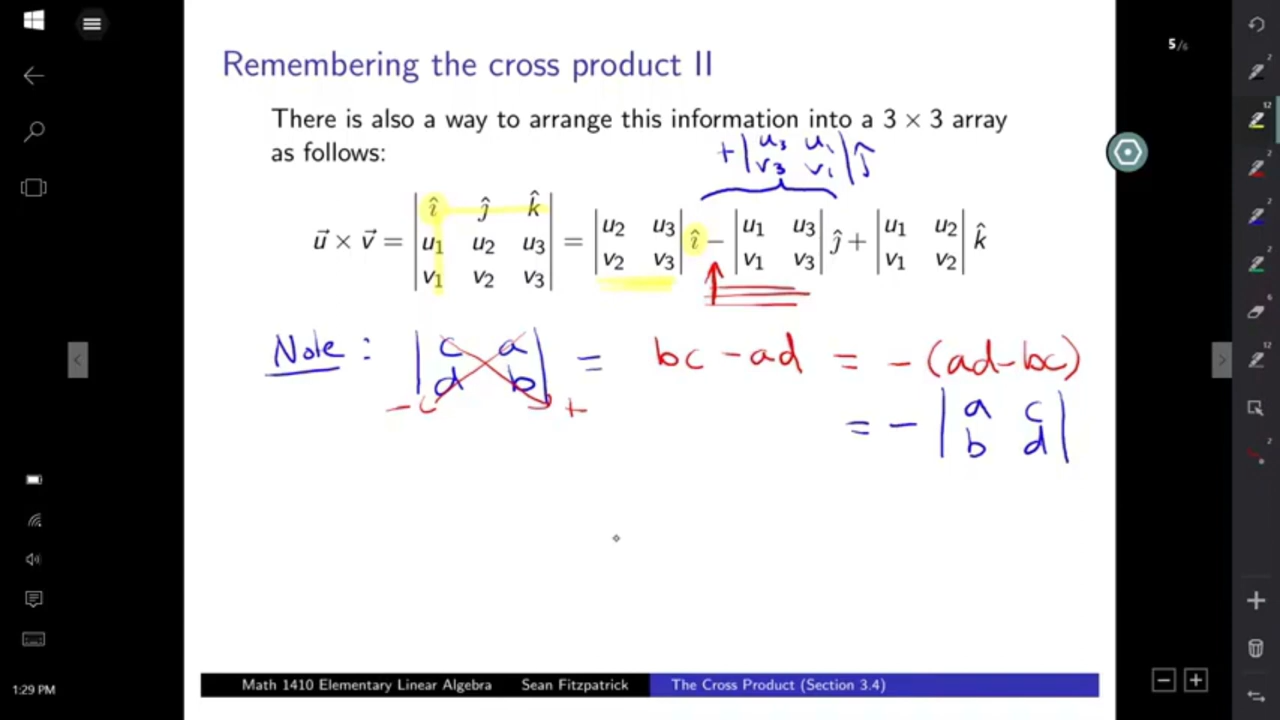 5/6
Remembering the cross product II
There is also a way to arrange this information into a 3 × 3 array
as follows:
+|u₃ u₁|ĵ
|v₃ v₁|
|î ĵ k̂|
u⃗ × v⃗ = |u₁ u₂ u₃| = |u₂ u₃| î − |u₁ u₃| ĵ + |u₁ u₂| k̂
|v₁ v₂ v₃| |v₂ v₃| |v₁ v₃| |v₁ v₂|
Note: |c a| = bc − ad = −(ad − bc)
|d b|
− +
= − |a c|
|b d|
1:29 PM
Math 1410 Elementary Linear Algebra Sean Fitzpatrick The Cross Product (Section 3.4)